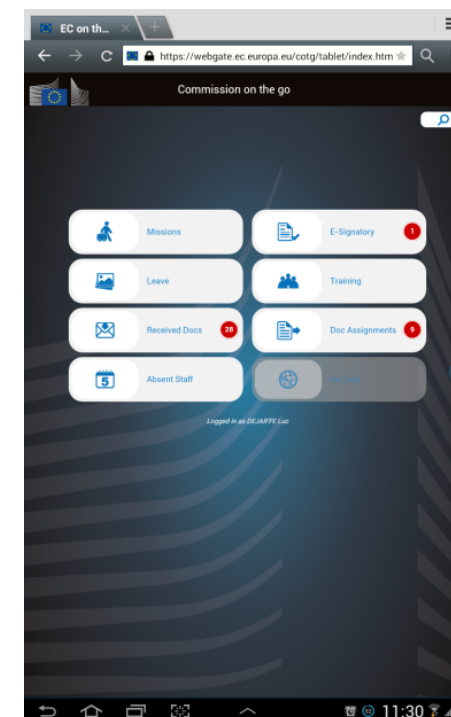 EC on th...
https://webgate.ec.europa.eu/cotg/tablet/index.htm
Commission on the go
Missions
E-Signatory 1
Leave
Training
Received Docs 28
Doc Assignments 9
5 Absent Staff
Logged in as DEJAIFFE Luc
11:30